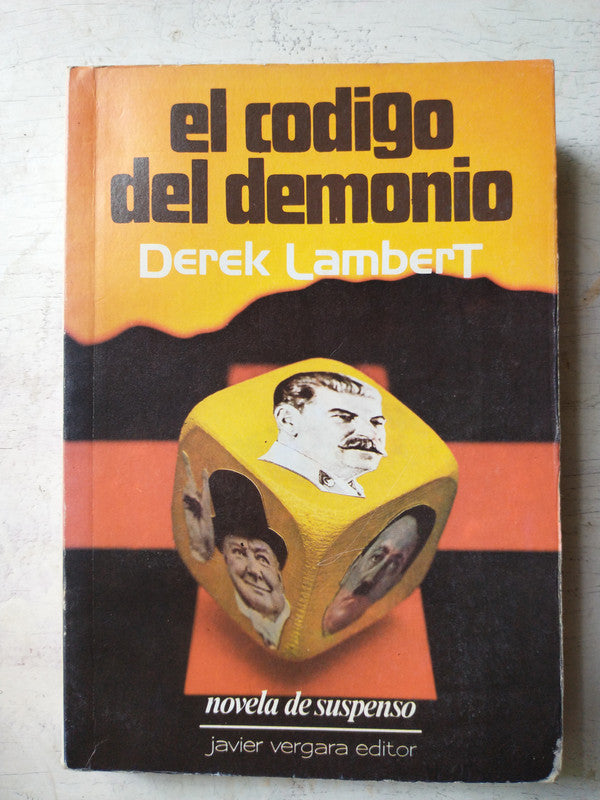 el codigo
del demonio
Derek Lambert
novela de suspenso
javier vergara editor